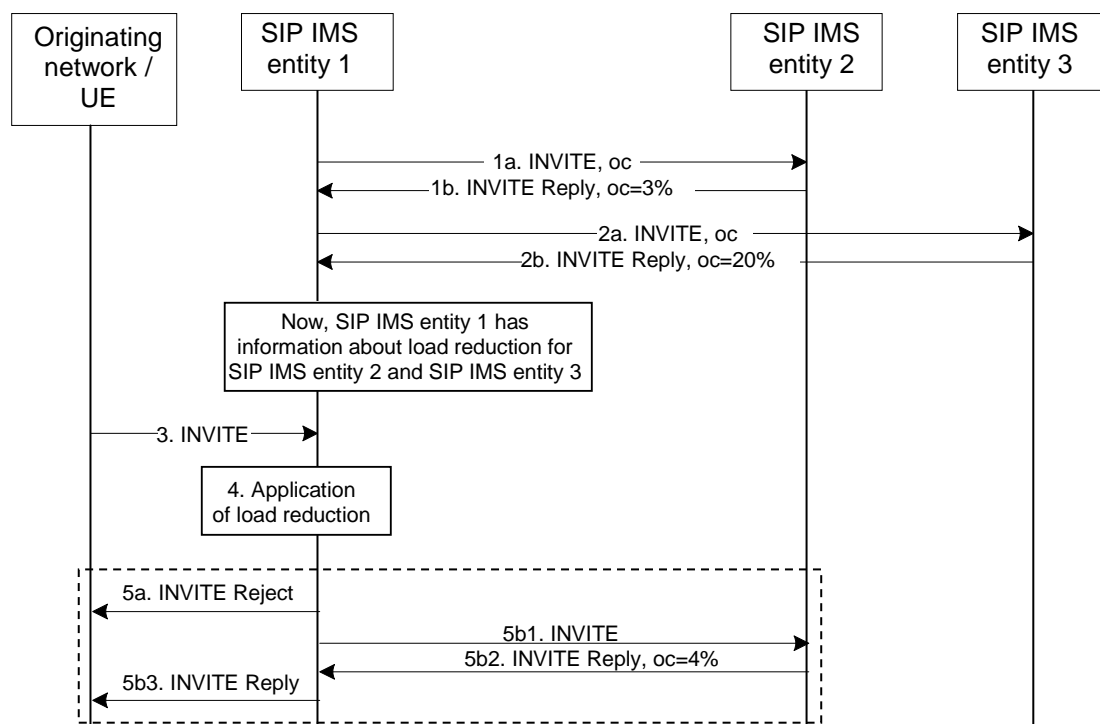 Originating
network /
UE
SIP IMS
entity 1
SIP IMS
entity 2
SIP IMS
entity 3
1a. INVITE, oc
1b. INVITE Reply, oc=3%
2a. INVITE, oc
2b. INVITE Reply, oc=20%
Now, SIP IMS entity 1 has
information about load reduction for
SIP IMS entity 2 and SIP IMS entity 3
3. INVITE
4. Application
of load reduction
5a. INVITE Reject
5b1. INVITE
5b2. INVITE Reply, oc=4%
5b3. INVITE Reply